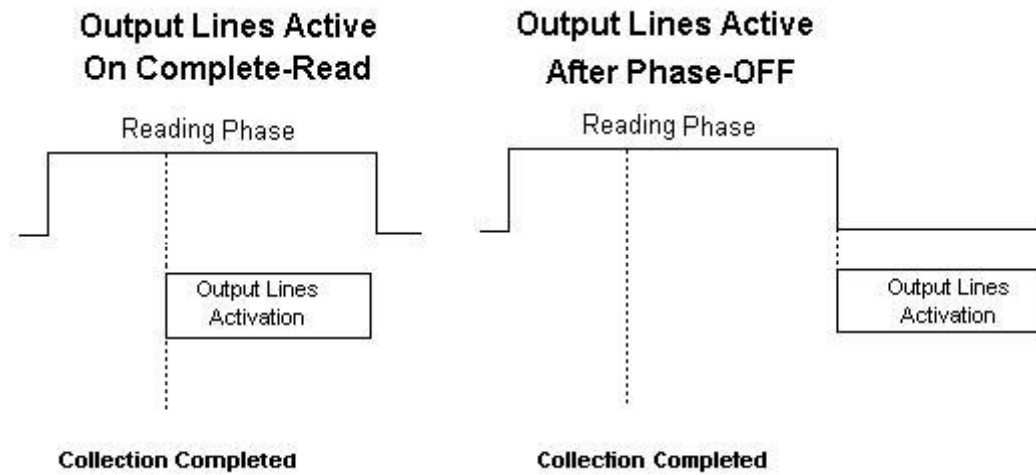 Output Lines Active
On Complete-Read
Reading Phase
Output Lines
Activation
Collection Completed
Output Lines Active
After Phase-OFF
Reading Phase
Output Lines
Activation
Collection Completed